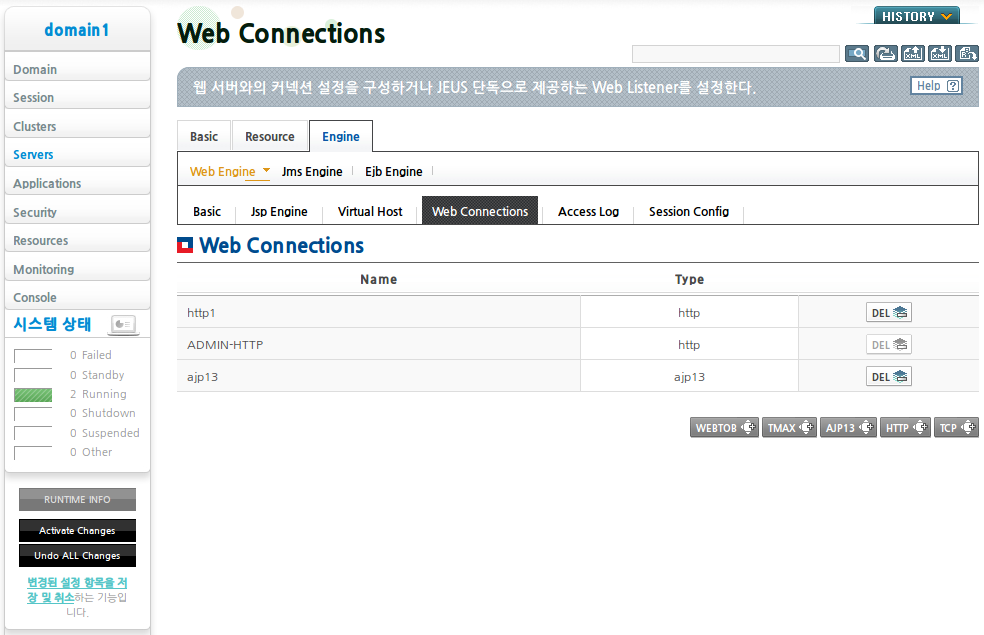 domain1
Domain
Session
Clusters
Servers
Applications
Security
Resources
Monitoring
Console
시스템 상태
0 Failed
0 Standby
2 Running
0 Shutdown
0 Suspended
0 Other
RUNTIME INFO
Activate Changes
Undo ALL Changes
변경된 설정 항목을 저
장 및 취소하는 기능입
니다.
Web Connections
HISTORY
XML XML
웹 서버와의 커넥션 설정을 구성하거나 JEUS 단독으로 제공하는 Web Listener를 설정한다.
Help ?
Basic Resource Engine
Web Engine Jms Engine Ejb Engine
Basic Jsp Engine Virtual Host Web Connections Access Log Session Config
Web Connections
Name Type
http1 http DEL
ADMIN-HTTP http DEL
ajp13 ajp13 DEL
WEBTOB TMAX AJP13 HTTP TCP